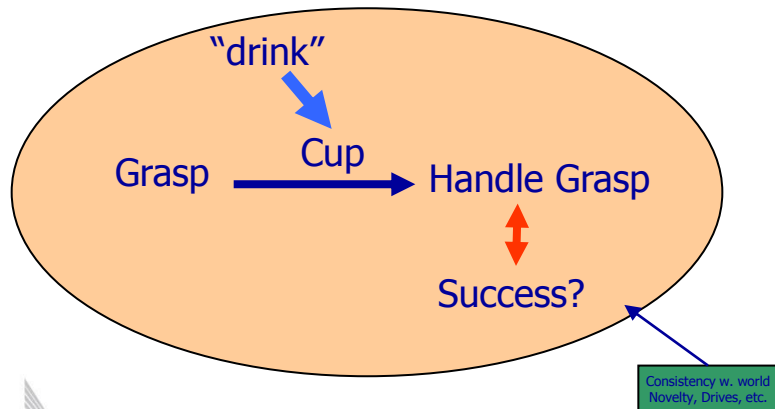 “drink”
Cup
Grasp
Handle Grasp
Success?
Consistency w. world
Novelty, Drives, etc.